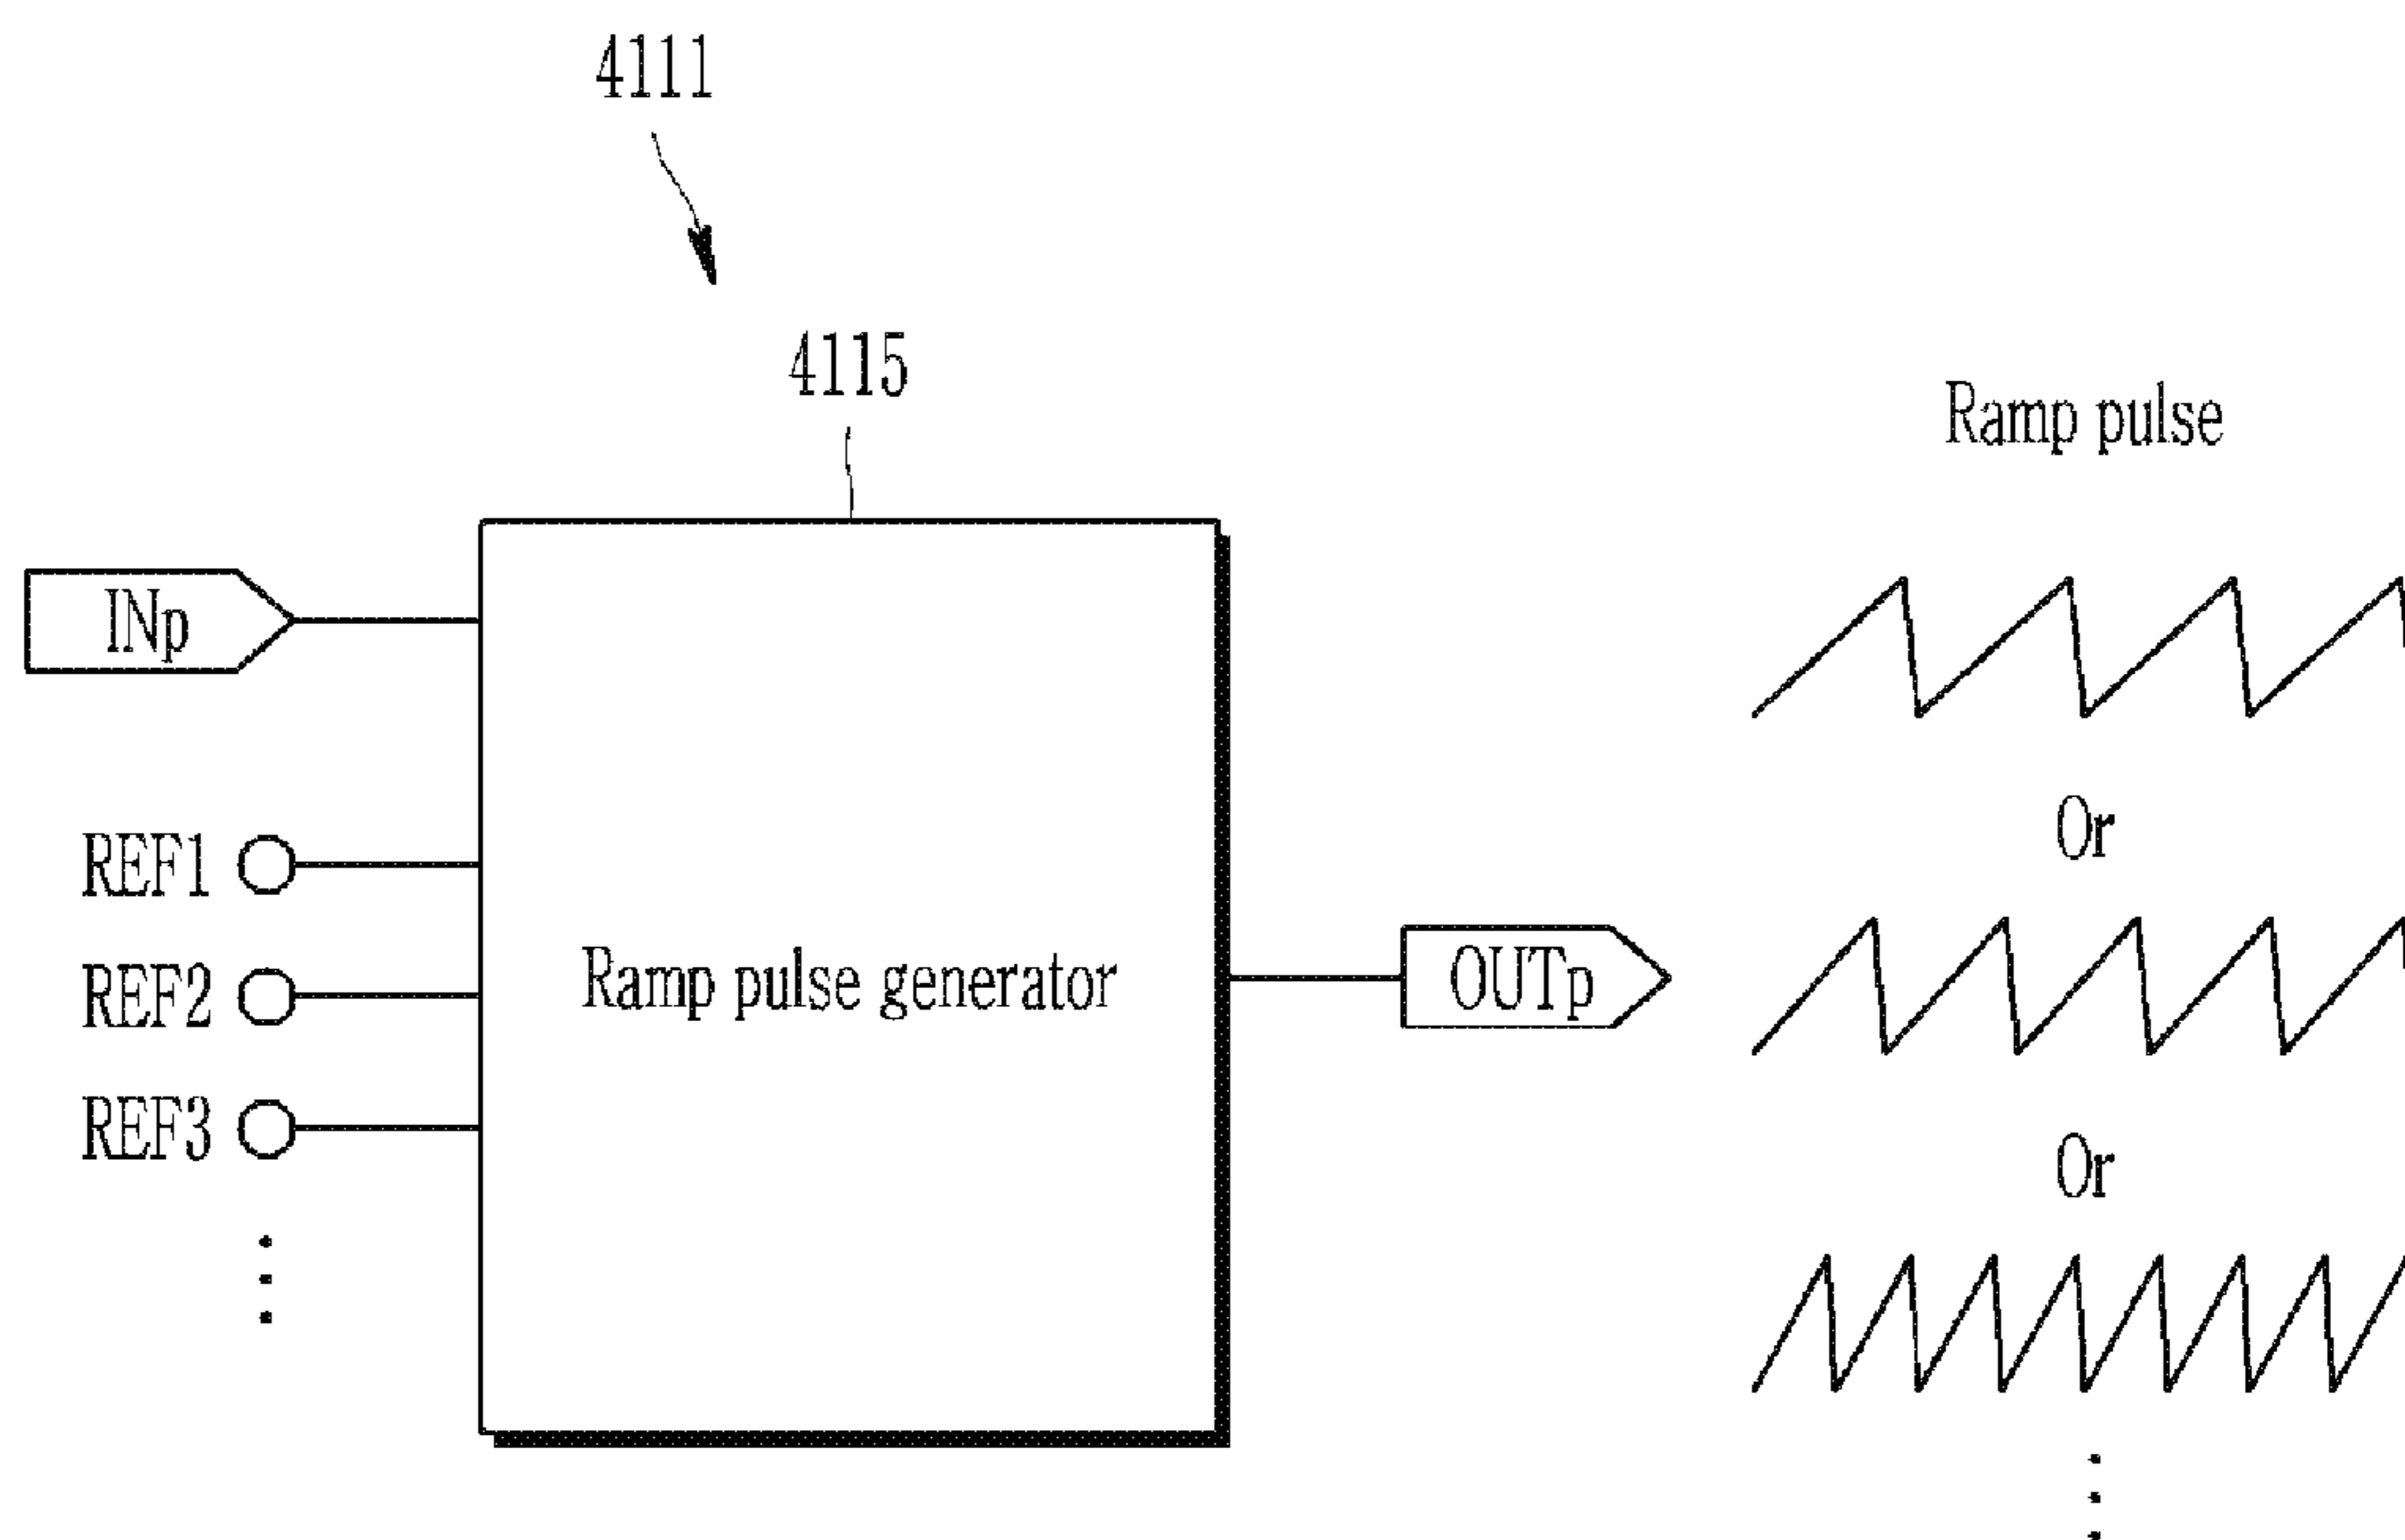 4111
4115
Ramp pulse
INp
Or
REF1
REF2
Ramp pulse generator
OUTp
REF3
Or